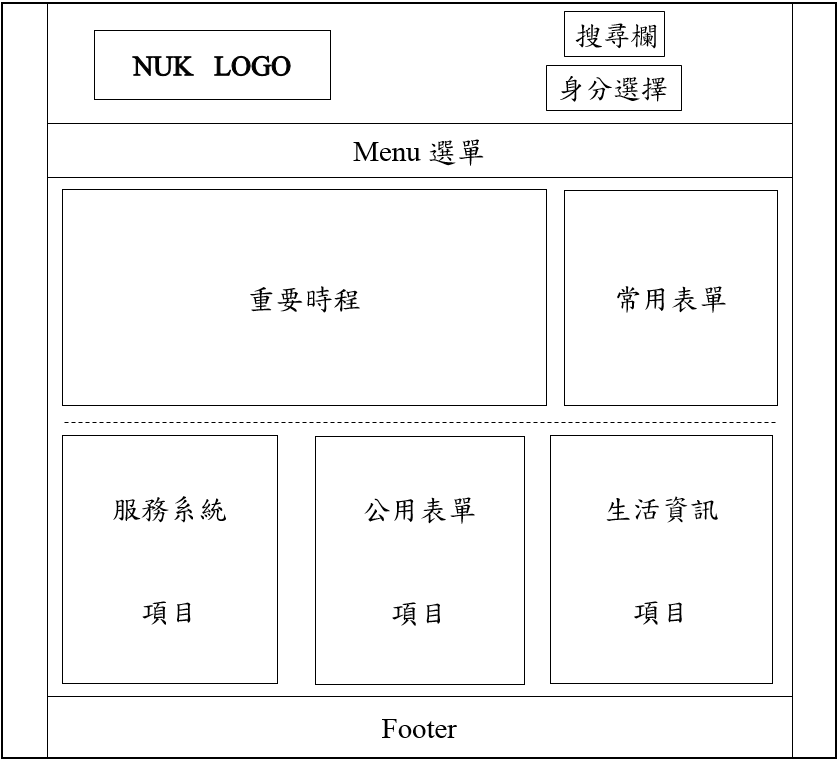 NUK LOGO
搜尋欄
身分選擇
Menu 選單
重要時程
常用表單
服務系統
項目
公用表單
項目
生活資訊
項目
Footer